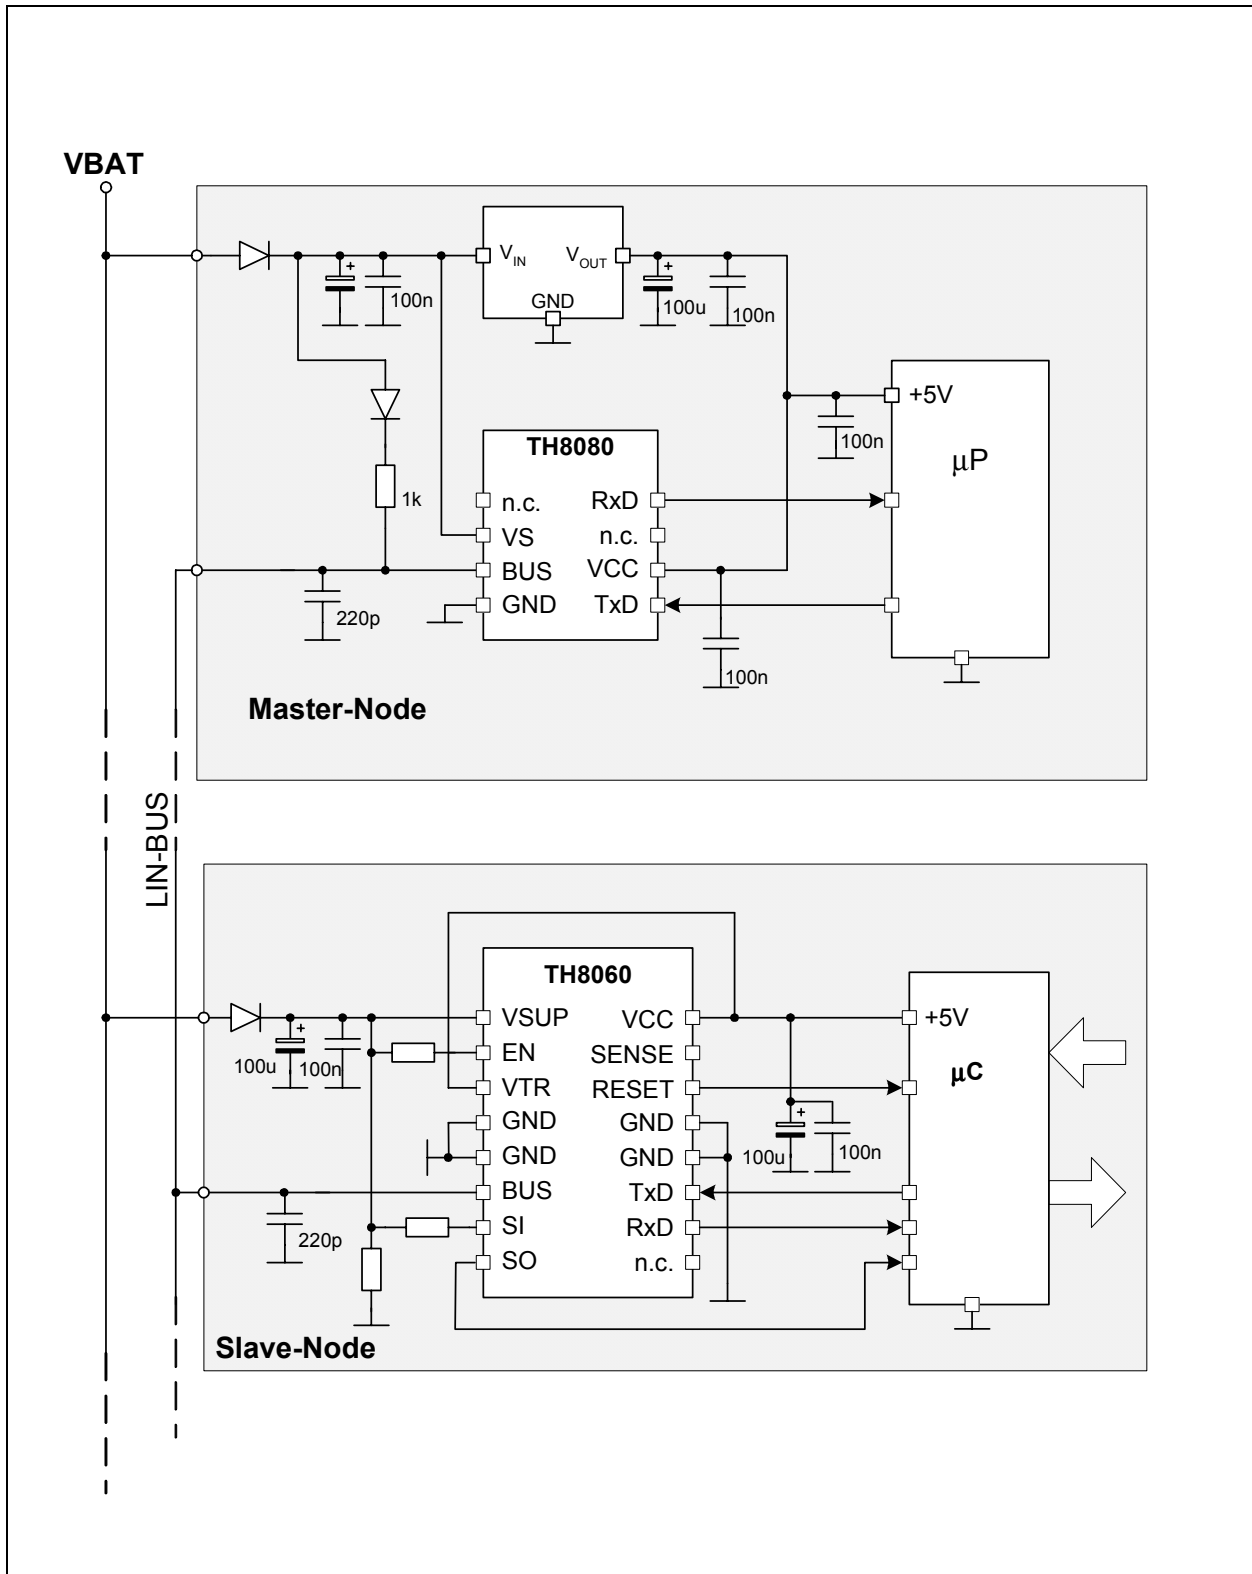 VBAT
V_IN
V_OUT
GND
+
100n
+
100u
100n
+5V
100n
μP
TH8080
1k
n.c.
RxD
VS
n.c.
BUS
VCC
GND
TxD
220p
100n
Master-Node
LIN-BUS
TH8060
VSUP
VCC
+5V
+
100u
100n
EN
SENSE
μC
VTR
RESET
GND
GND
+
100u
100n
GND
GND
BUS
TxD
220p
SI
RxD
SO
n.c.
Slave-Node